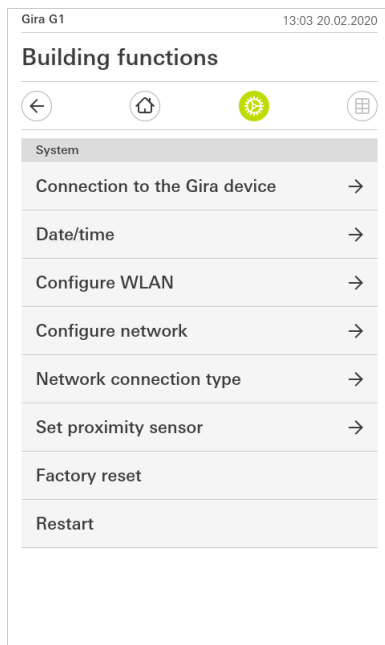 Gira G1 13:03 20.02.2020
Building functions
System
Connection to the Gira device
Date/time
Configure WLAN
Configure network
Network connection type
Set proximity sensor
Factory reset
Restart